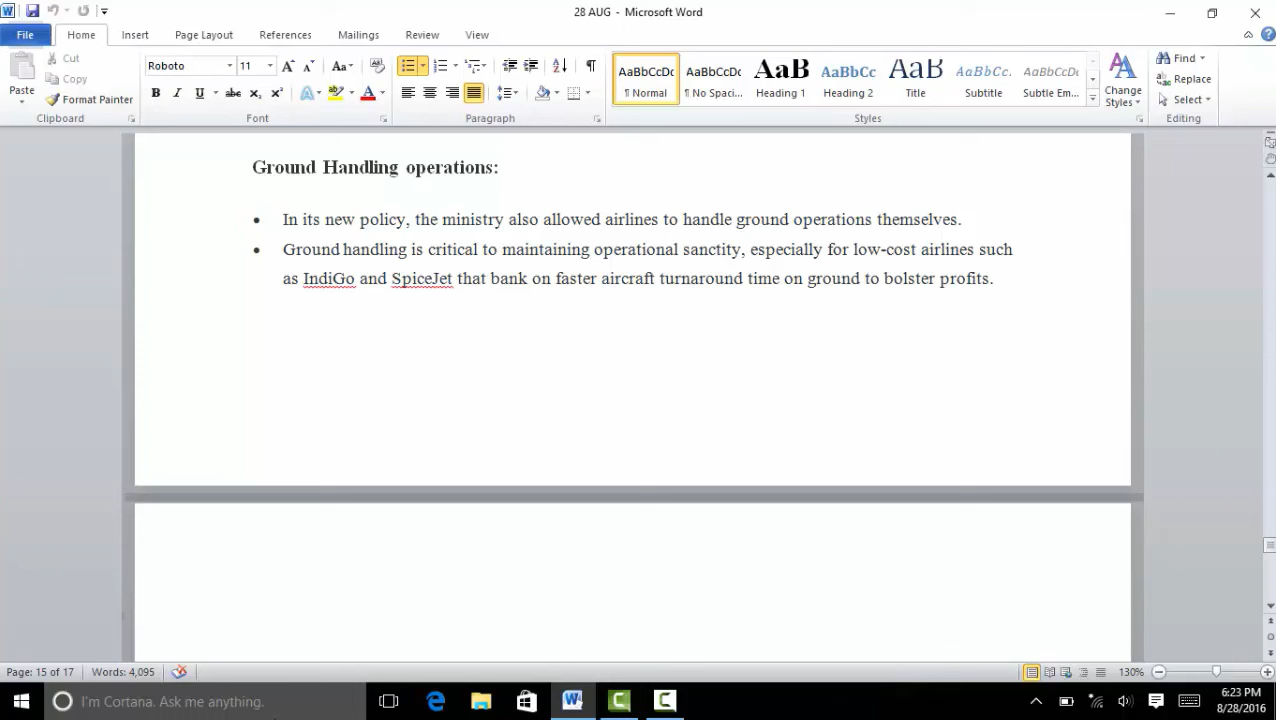 28 AUG - Microsoft Word
File Home Insert Page Layout References Mailings Review View
Cut
Copy
Format Painter
Paste
Clipboard
Roboto 11
Font
Paragraph
AaBbCcDc AaBbCcDc AaB AaBbCc AaB AaBbCc. AaBbCcDc
¶ Normal ¶ No Spaci... Heading 1 Heading 2 Title Subtitle Subtle Em...
Change
Styles
Styles
Find
Replace
Select
Editing
Ground Handling operations:
• In its new policy, the ministry also allowed airlines to handle ground operations themselves.
• Ground handling is critical to maintaining operational sanctity, especially for low-cost airlines such
as IndiGo and SpiceJet that bank on faster aircraft turnaround time on ground to bolster profits.
Page: 15 of 17 Words: 4,095 130%
I'm Cortana. Ask me anything.
6:23 PM
8/28/2016